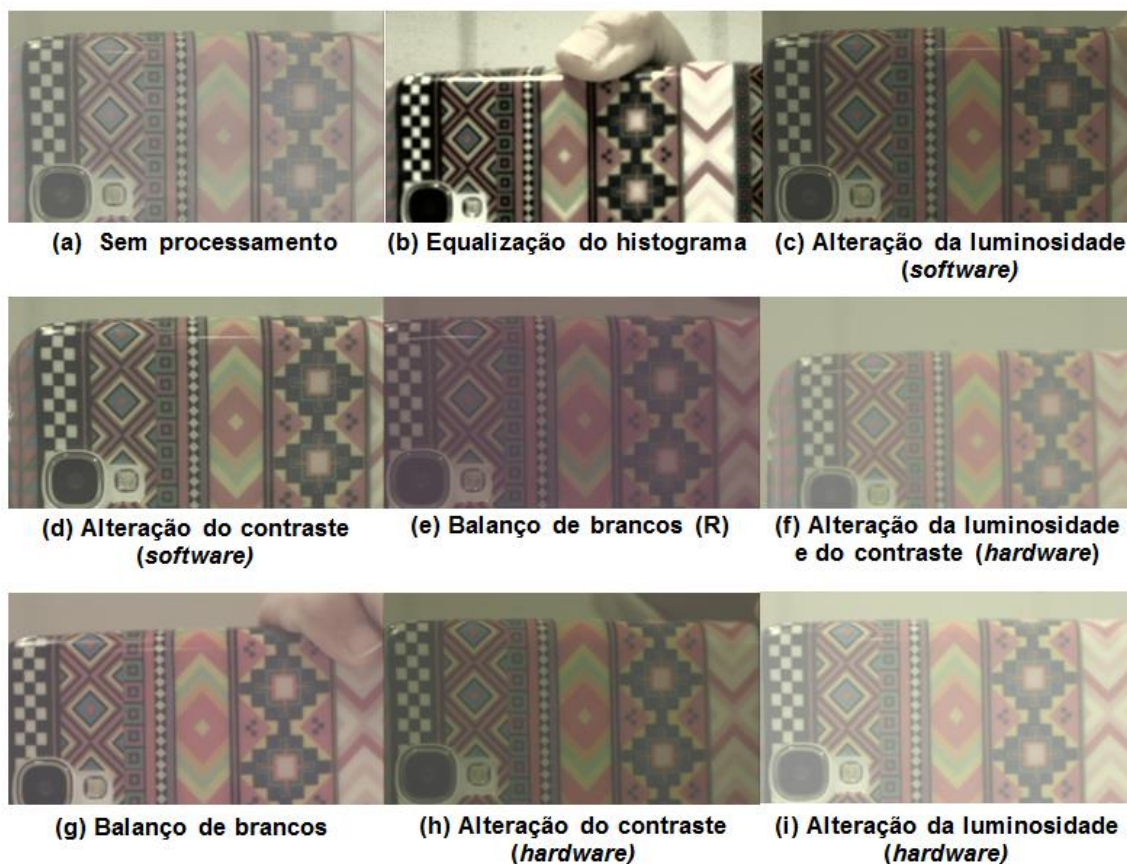 (a) Sem processamento
(b) Equalização do histograma
(c) Alteração da luminosidade
(software)
(d) Alteração do contraste
(software)
(e) Balanço de brancos (R)
(f) Alteração da luminosidade
e do contraste (hardware)
(g) Balanço de brancos
(h) Alteração do contraste
(hardware)
(i) Alteração da luminosidade
(hardware)